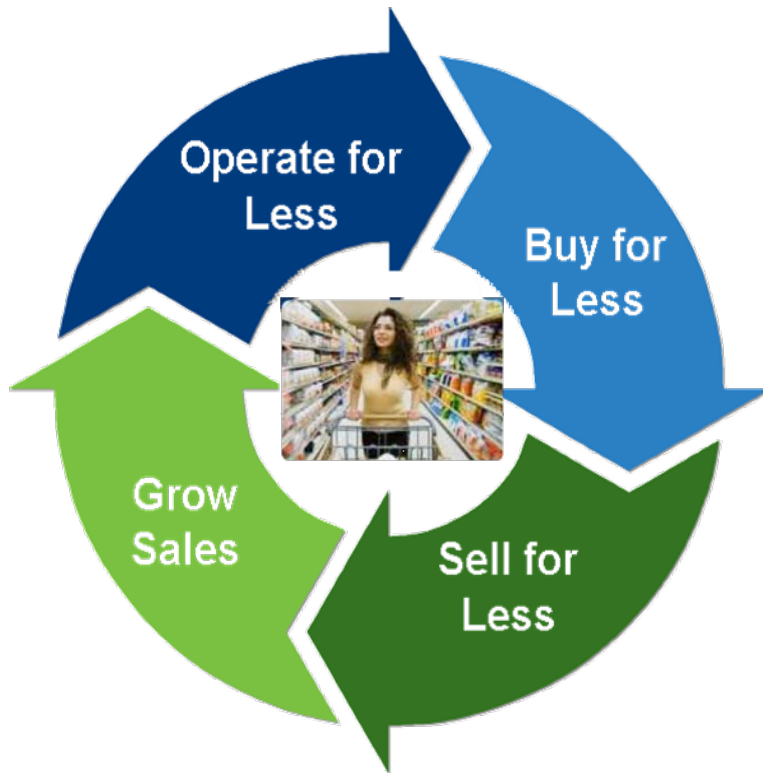 Operate for
Less
Buy for
Less
Sell for
Less
Grow
Sales